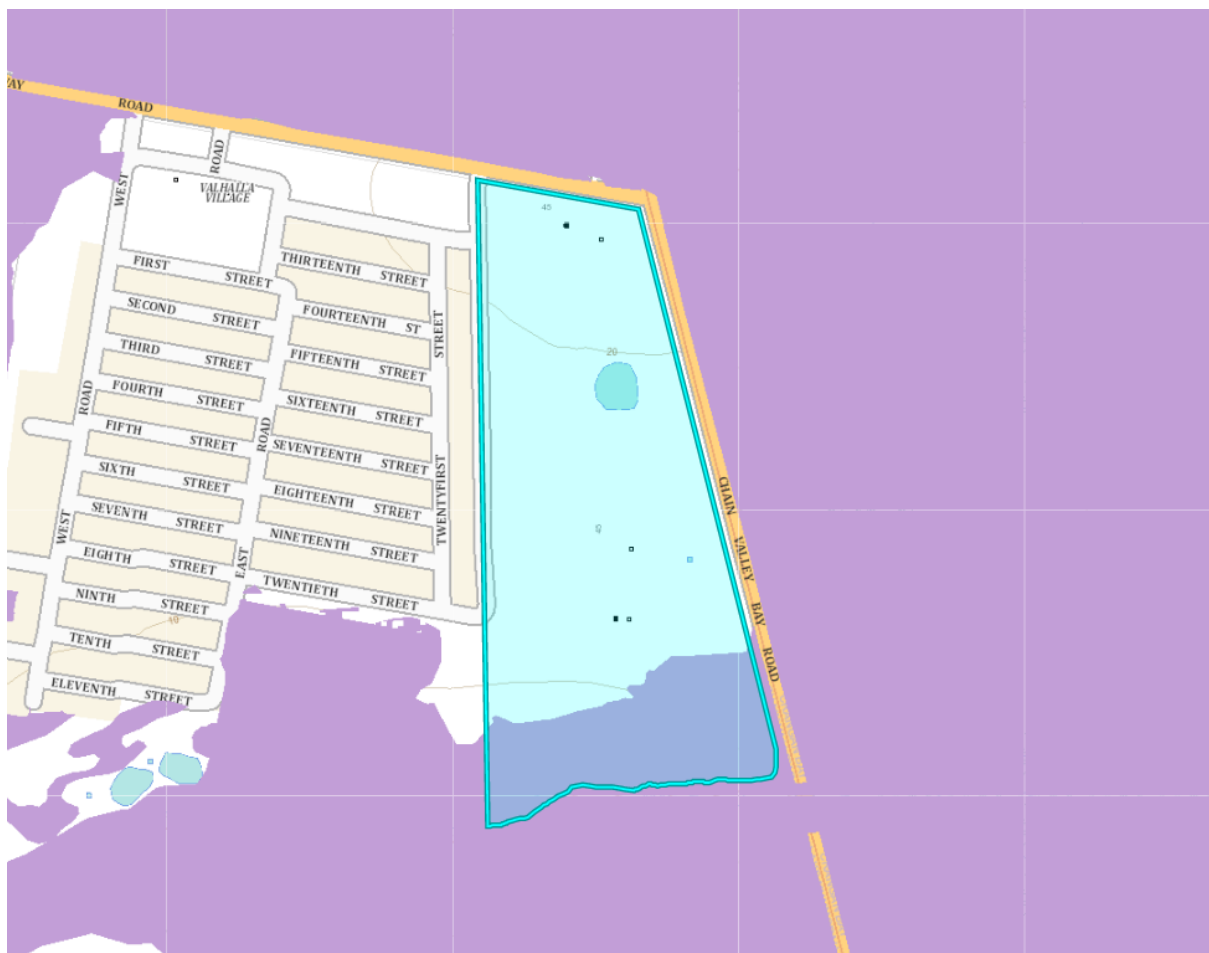 WAY
ROAD
ROAD
WEST
VALHALLA
VILLAGE
45
FIRST STREET
THIRTEENTH STREET
SECOND STREET
FOURTEENTH ST
STREET
THIRD STREET
FIFTEENTH STREET
20
ROAD
FOURTH STREET
SIXTEENTH STREET
FIFTH STREET
ROAD
SEVENTEENTH STREET
SIXTH STREET
EIGHTEENTH STREET
TWENTYFIRST
CHAIN
VALLEY
BAY
ROAD
WEST
SEVENTH STREET
NINETEENTH STREET
EIGHTH STREET
EAST
TWENTIETH STREET
NINTH STREET
10
TENTH STREET
ELEVENTH STREET